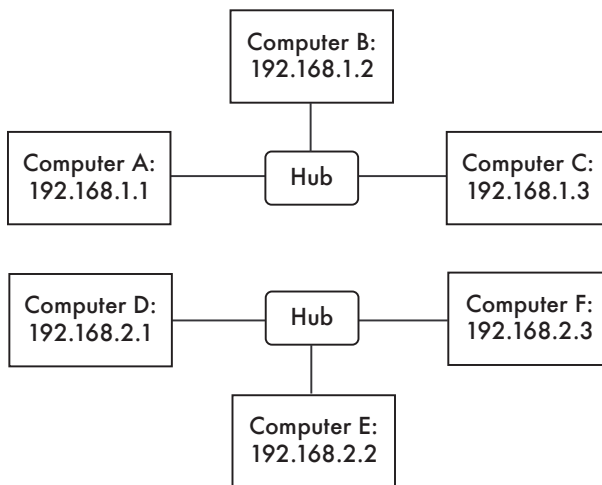 Computer B:
192.168.1.2
Computer A:
192.168.1.1
Hub
Computer C:
192.168.1.3
Computer D:
192.168.2.1
Hub
Computer F:
192.168.2.3
Computer E:
192.168.2.2